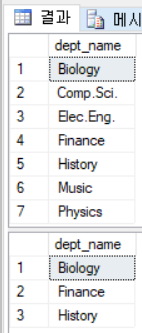 결과 메시
dept_name
1 Biology
2 Comp.Sci.
3 Elec.Eng.
4 Finance
5 History
6 Music
7 Physics
dept_name
1 Biology
2 Finance
3 History